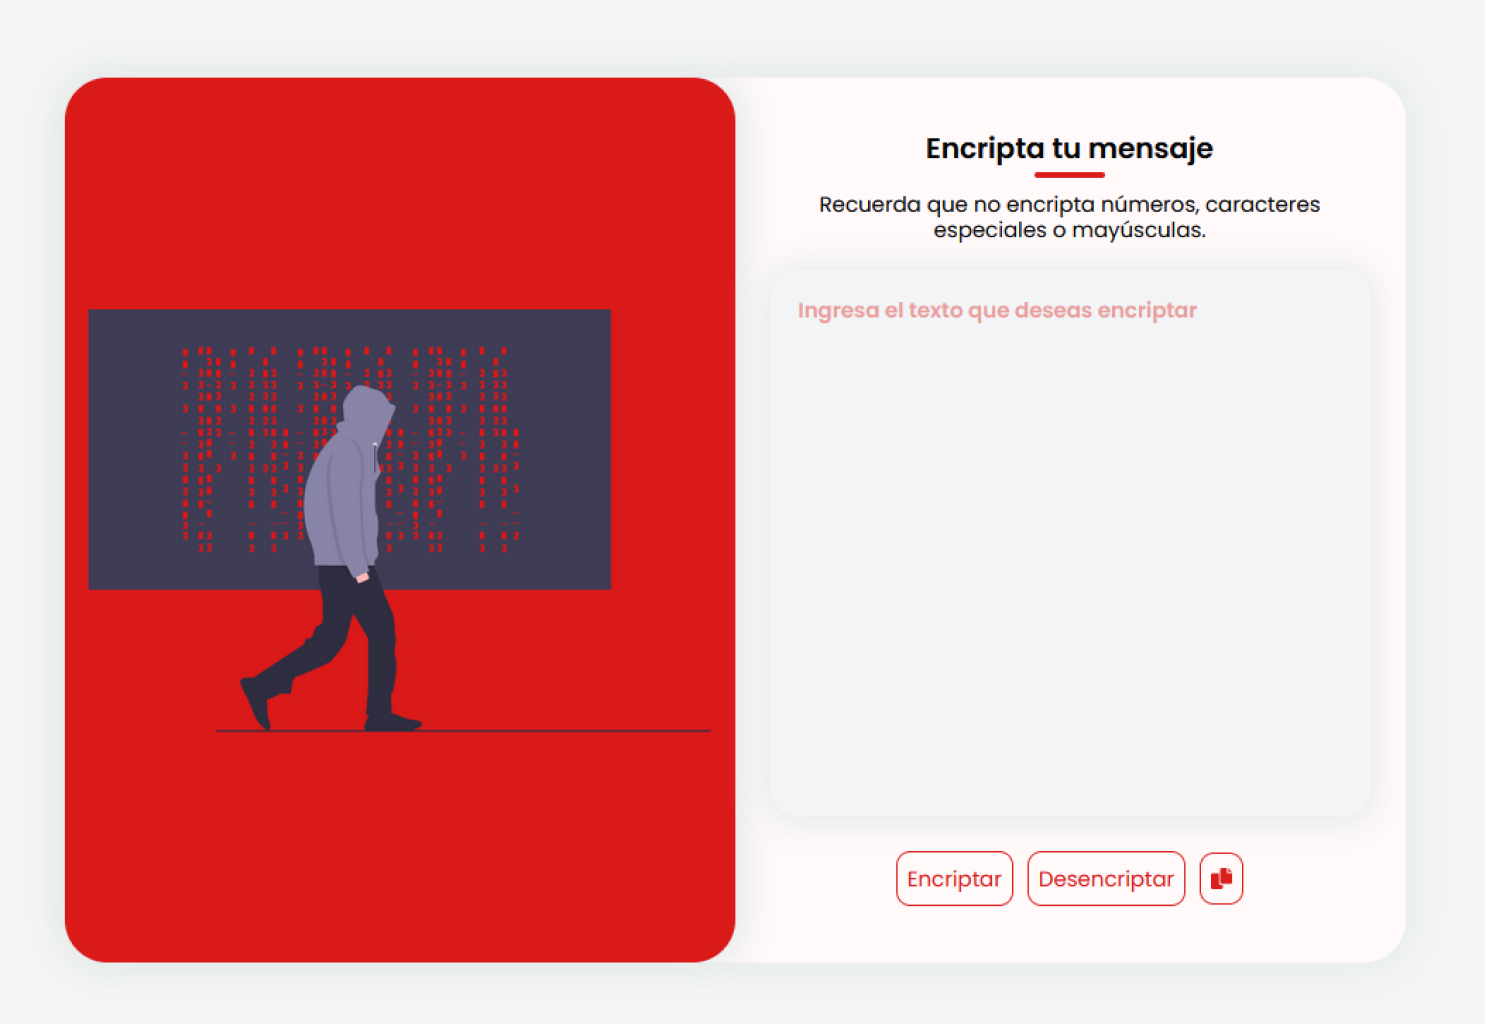 Encripta tu mensaje
Recuerda que no encripta números, caracteres
especiales o mayúsculas.
Ingresa el texto que deseas encriptar
Encriptar
Desencriptar